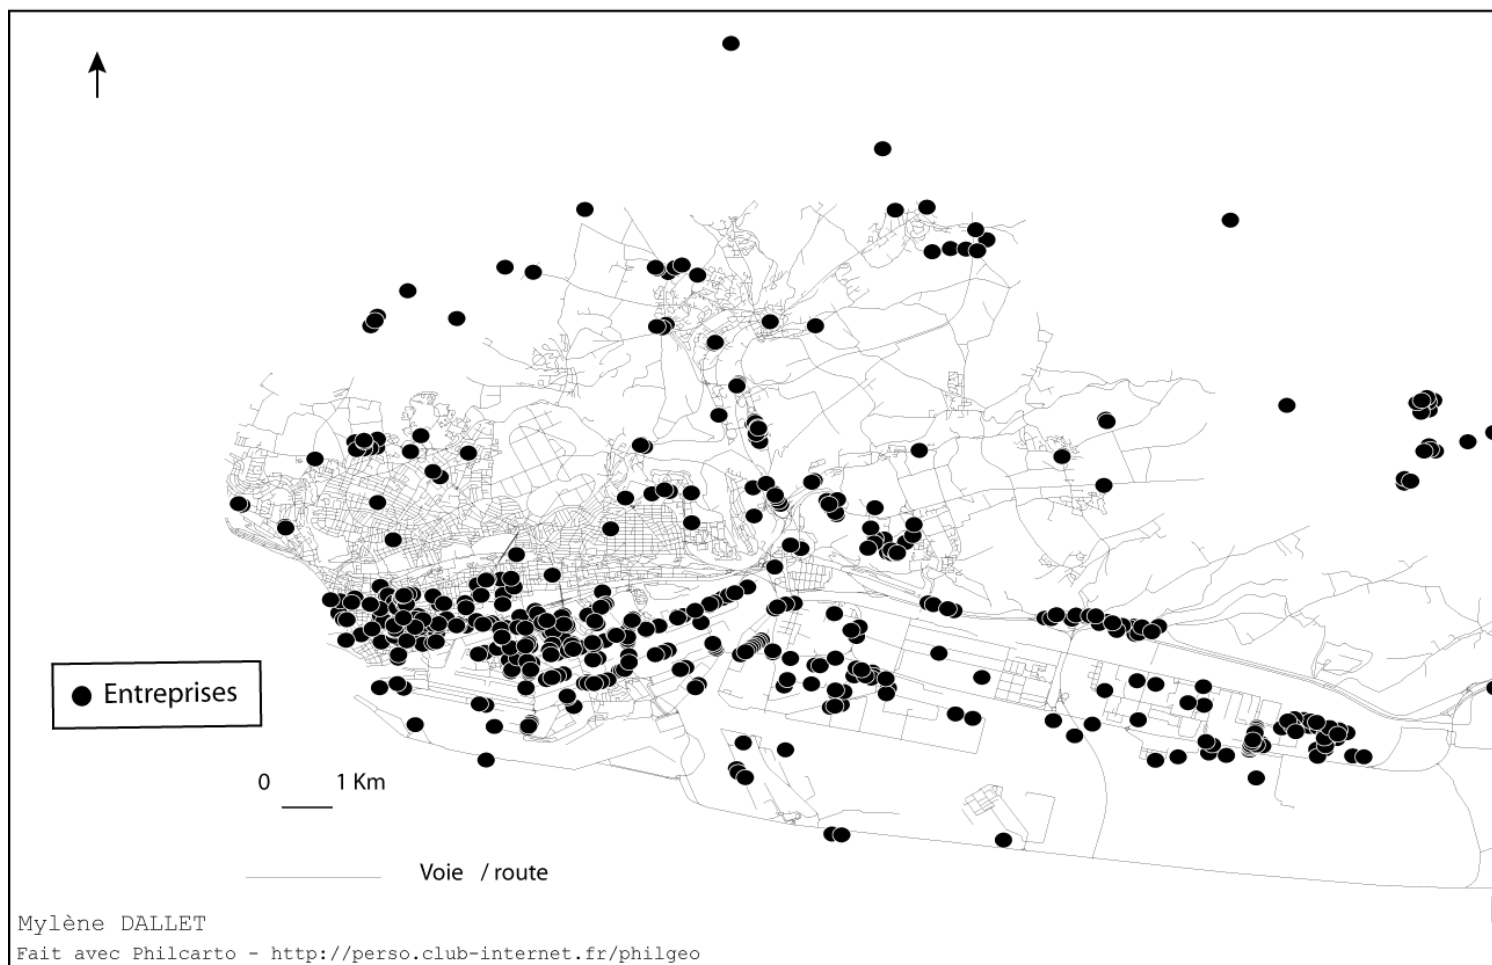 Entreprises
0 1 Km
Voie / route
Mylène DALLET
Fait avec Philcarto - http://perso.club-internet.fr/philgeo